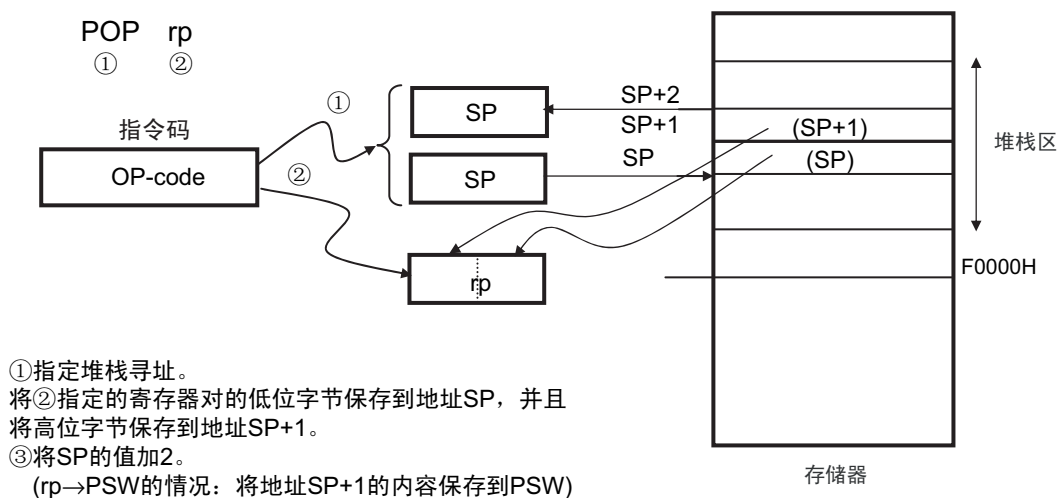 POP rp
① ②
指令码
OP-code
①
②
SP
SP
rp
SP+2
SP+1
SP
(SP+1)
(SP)
堆栈区
F0000H
存储器
①指定堆栈寻址。
将②指定的寄存器对的低位字节保存到地址SP，并且
将高位字节保存到地址SP+1。
③将SP的值加2。
(rp→PSW的情况：将地址SP+1的内容保存到PSW)